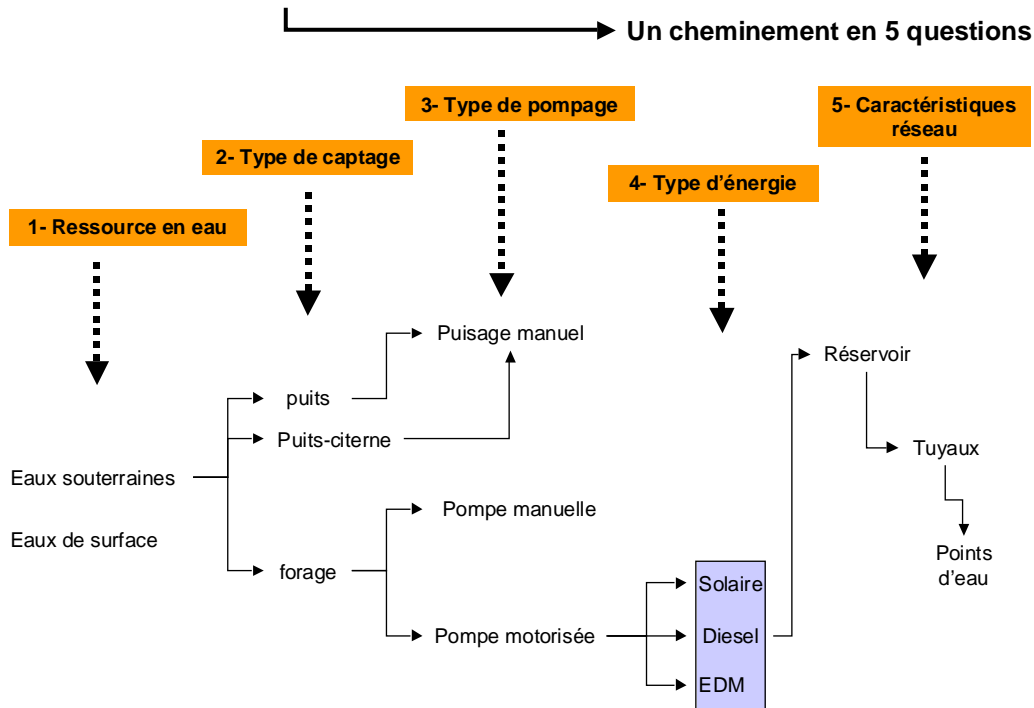 Un cheminement en 5 questions
3- Type de pompage
5- Caractéristiques
réseau
2- Type de captage
4- Type d’énergie
1- Ressource en eau
Puisage manuel
Réservoir
puits
Puits-citerne
Tuyaux
Eaux souterraines
Pompe manuelle
Eaux de surface
Points
d’eau
forage
Solaire
Pompe motorisée
Diesel
EDM